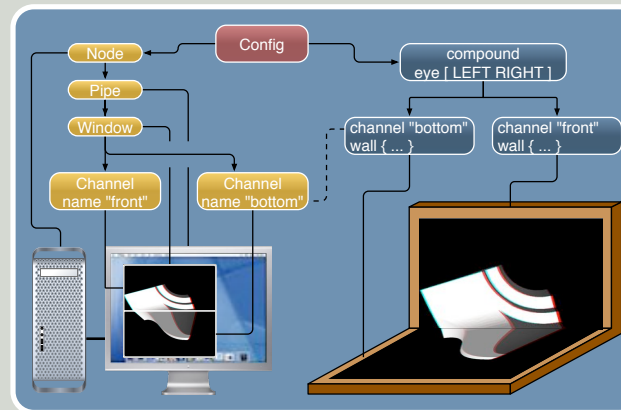 Config
Node
Pipe
Window
Channel
name "front"
Channel
name "bottom"
compound
eye [ LEFT RIGHT ]
channel "bottom"
wall { ... }
channel "front"
wall { ... }